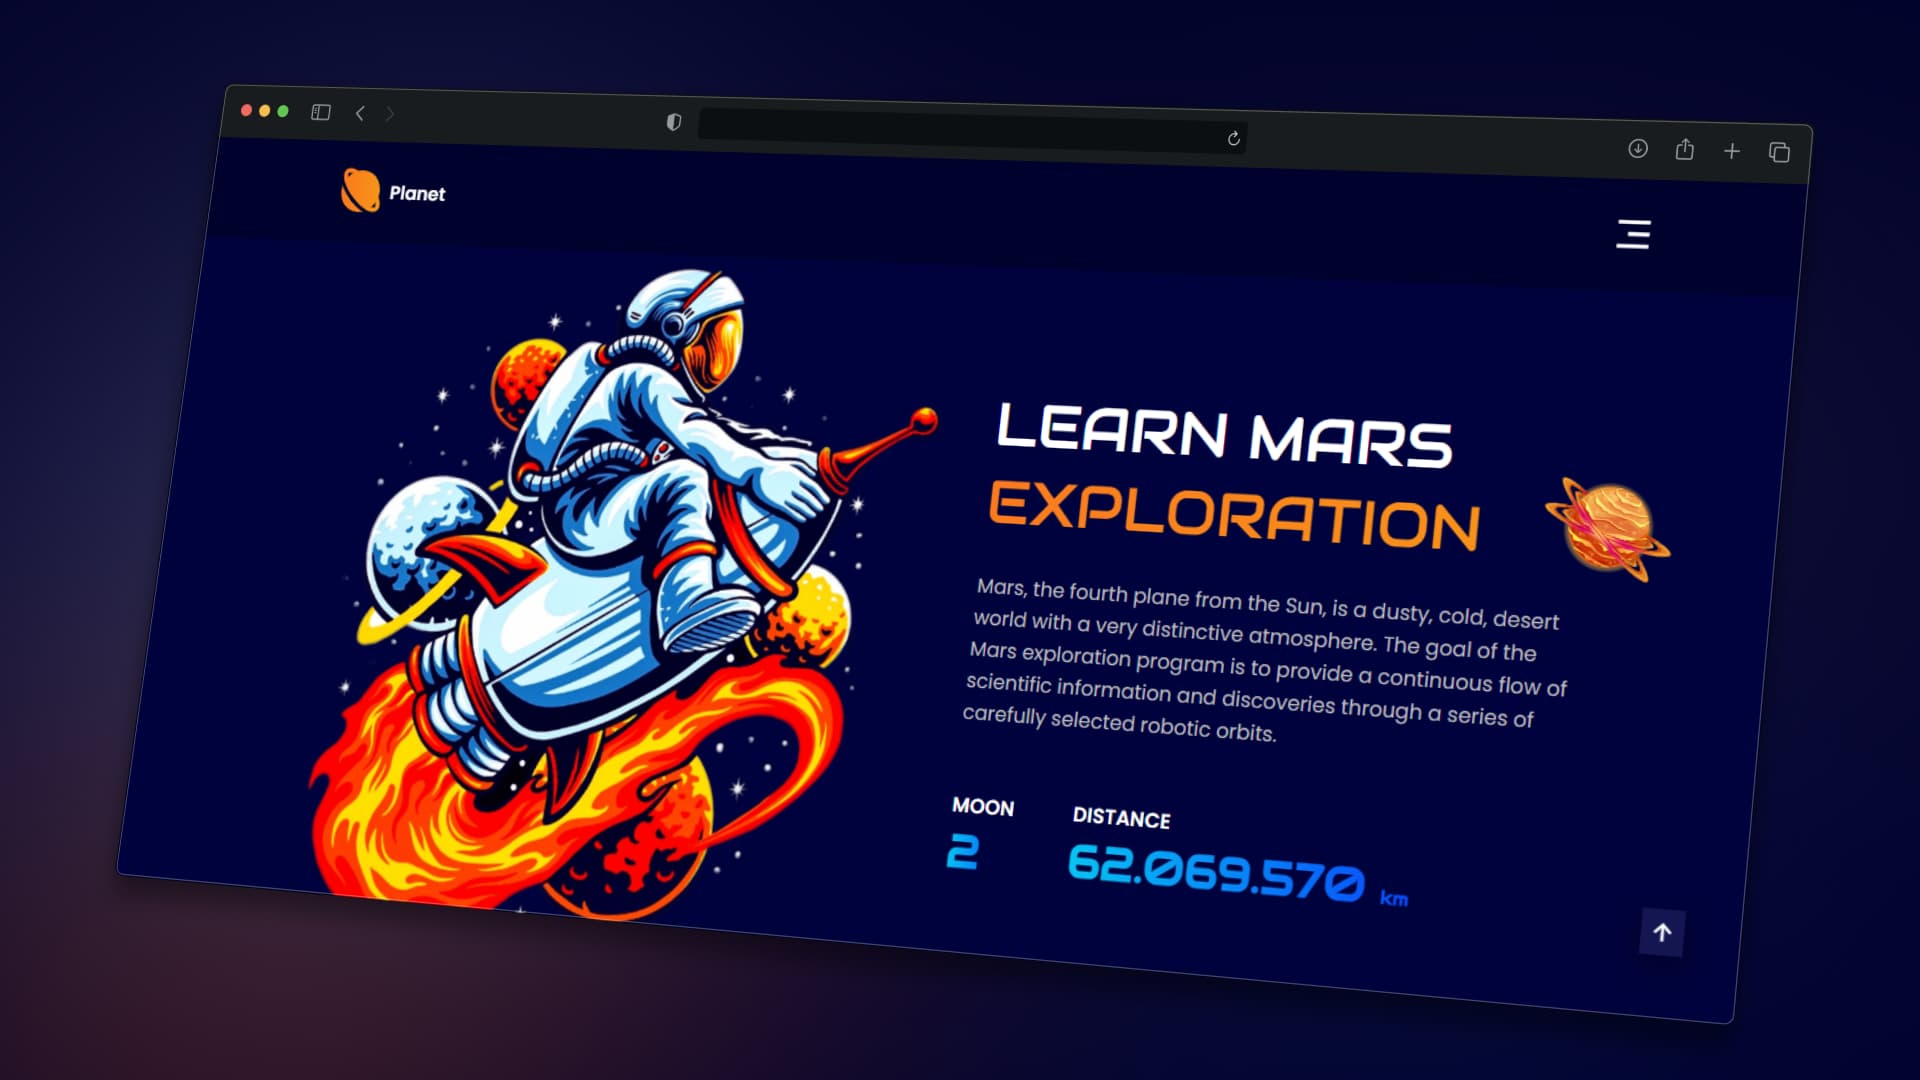 Planet
LEARN MARS
EXPLORATION
Mars, the fourth plane from the Sun, is a dusty, cold, desert
world with a very distinctive atmosphere. The goal of the
Mars exploration program is to provide a continuous flow of
scientific information and discoveries through a series of
carefully selected robotic orbits.
MOON
2
DISTANCE
62.069.570 km